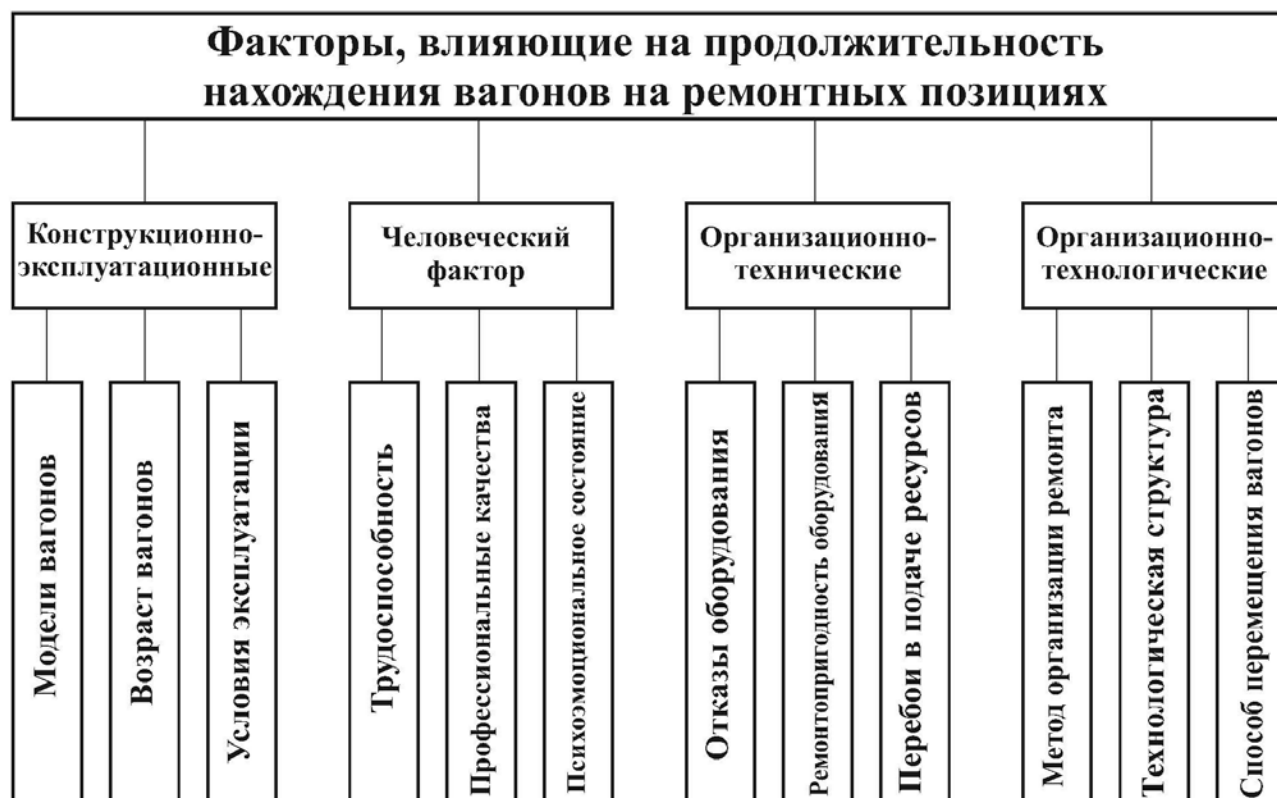 Факторы, влияющие на продолжительность
нахождения вагонов на ремонтных позициях
Конструкционно-
эксплуатационные
Человеческий
фактор
Организационно-
технические
Организационно-
технологические
Модели вагонов
Возраст вагонов
Условия эксплуатации
Трудоспособность
Профессиональные качества
Психоэмоциональное состояние
Отказы оборудования
Ремонтопригодность оборудования
Перебои в подаче ресурсов
Метод организации ремонта
Технологическая структура
Способ перемещения вагонов